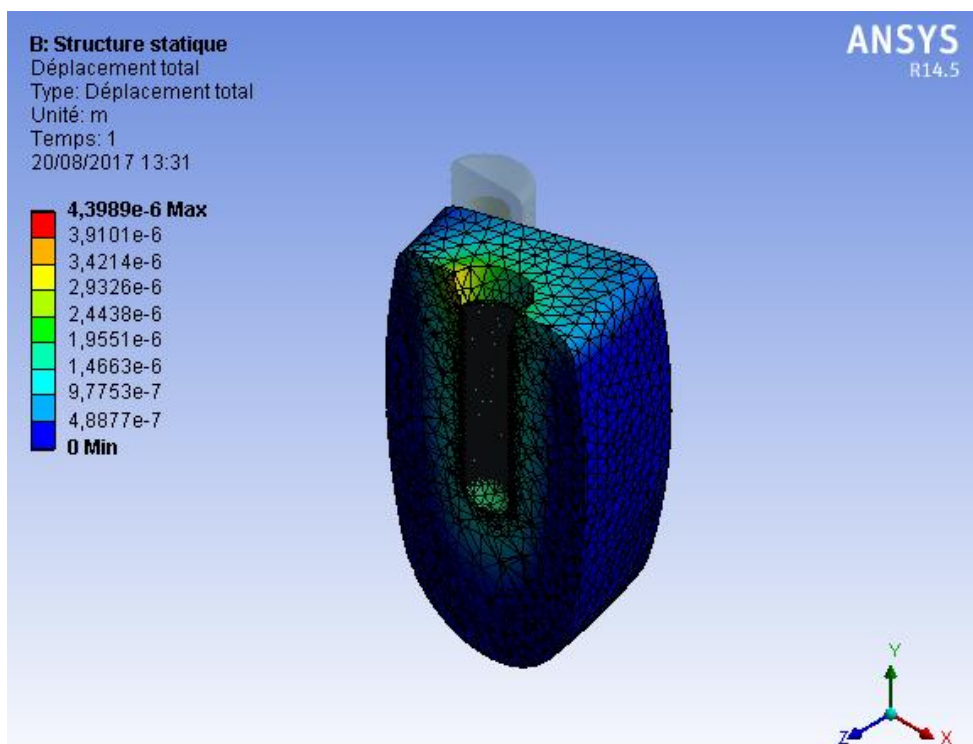 B: Structure statique
Déplacement total
Type: Déplacement total
Unité: m
Temps: 1
20/08/2017 13:31
4,3989e-6 Max
3,9101e-6
3,4214e-6
2,9326e-6
2,4438e-6
1,9551e-6
1,4663e-6
9,7753e-7
4,8877e-7
0 Min
ANSYS
R14.5
Y
Z
X